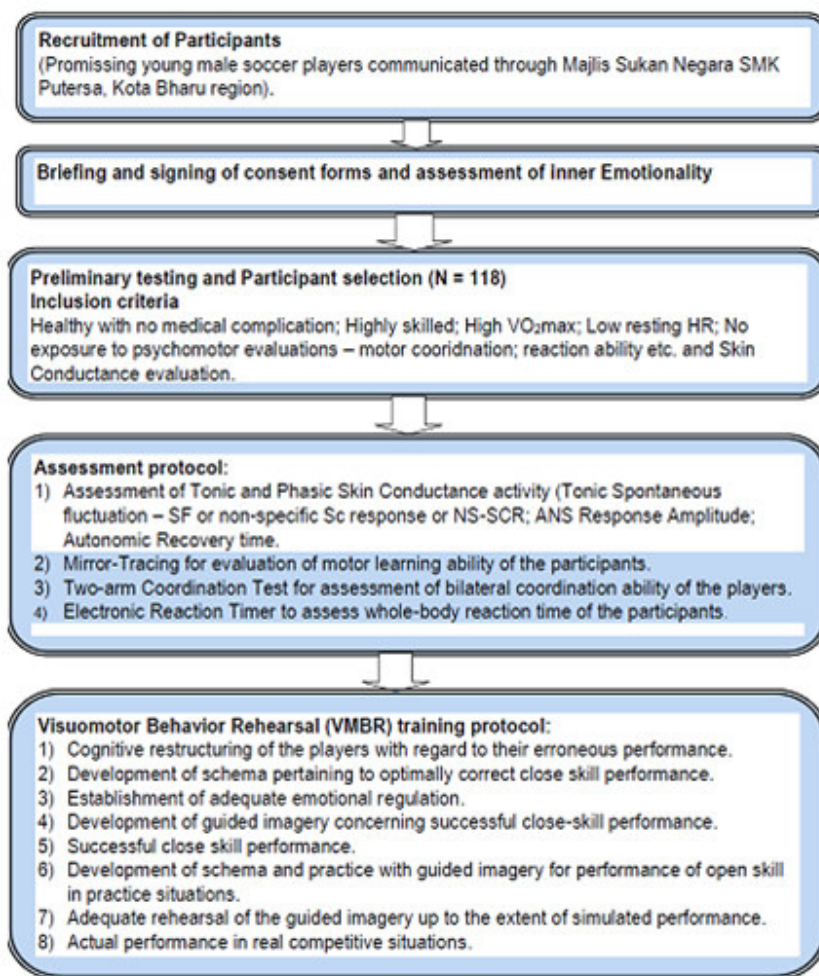 Recruitment of Participants
(Promissing young male soccer players communicated through Majlis Sukan Negara SMK
Putersa, Kota Bharu region).
Briefing and signing of consent forms and assessment of inner Emotionality
Preliminary testing and Participant selection (N = 118)
Inclusion criteria
Healthy with no medical complication; Highly skilled; High VO₂max; Low resting HR; No
exposure to psychomotor evaluations – motor cooridnation; reaction ability etc. and Skin
Conductance evaluation.
Assessment protocol:
1) Assessment of Tonic and Phasic Skin Conductance activity (Tonic Spontaneous
fluctuation – SF or non-specific Sc response or NS-SCR; ANS Response Amplitude;
Autonomic Recovery time.
2) Mirror-Tracing for evaluation of motor learning ability of the participants.
3) Two-arm Coordination Test for assessment of bilateral coordination ability of the players.
4) Electronic Reaction Timer to assess whole-body reaction time of the participants.
Visuomotor Behavior Rehearsal (VMBR) training protocol:
1) Cognitive restructuring of the players with regard to their erroneous performance.
2) Development of schema pertaining to optimally correct close skill performance.
3) Establishment of adequate emotional regulation.
4) Development of guided imagery concerning successful close-skill performance.
5) Successful close skill performance.
6) Development of schema and practice with guided imagery for performance of open skill
in practice situations.
7) Adequate rehearsal of the guided imagery up to the extent of simulated performance.
8) Actual performance in real competitive situations.